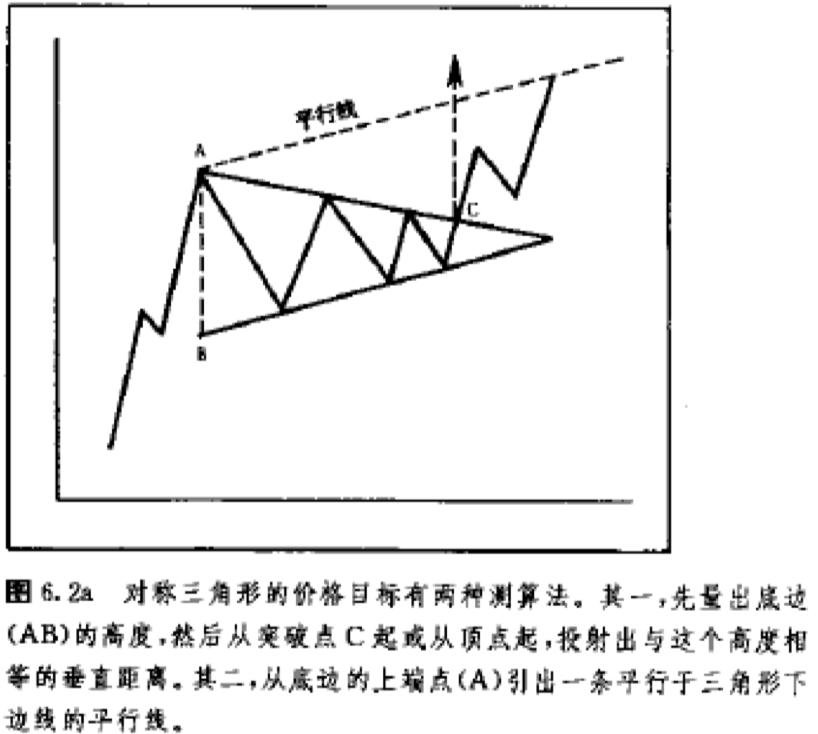 平行线
A
C
B
图6.2a 对称三角形的价格目标有两种测算法。其一,先量出底边
(AB)的高度,然后从突破点C起或从顶点起,投射出与这个高度相
等的垂直距离。其二,从底边的上端点(A)引出一条平行于三角形下
边线的平行线。